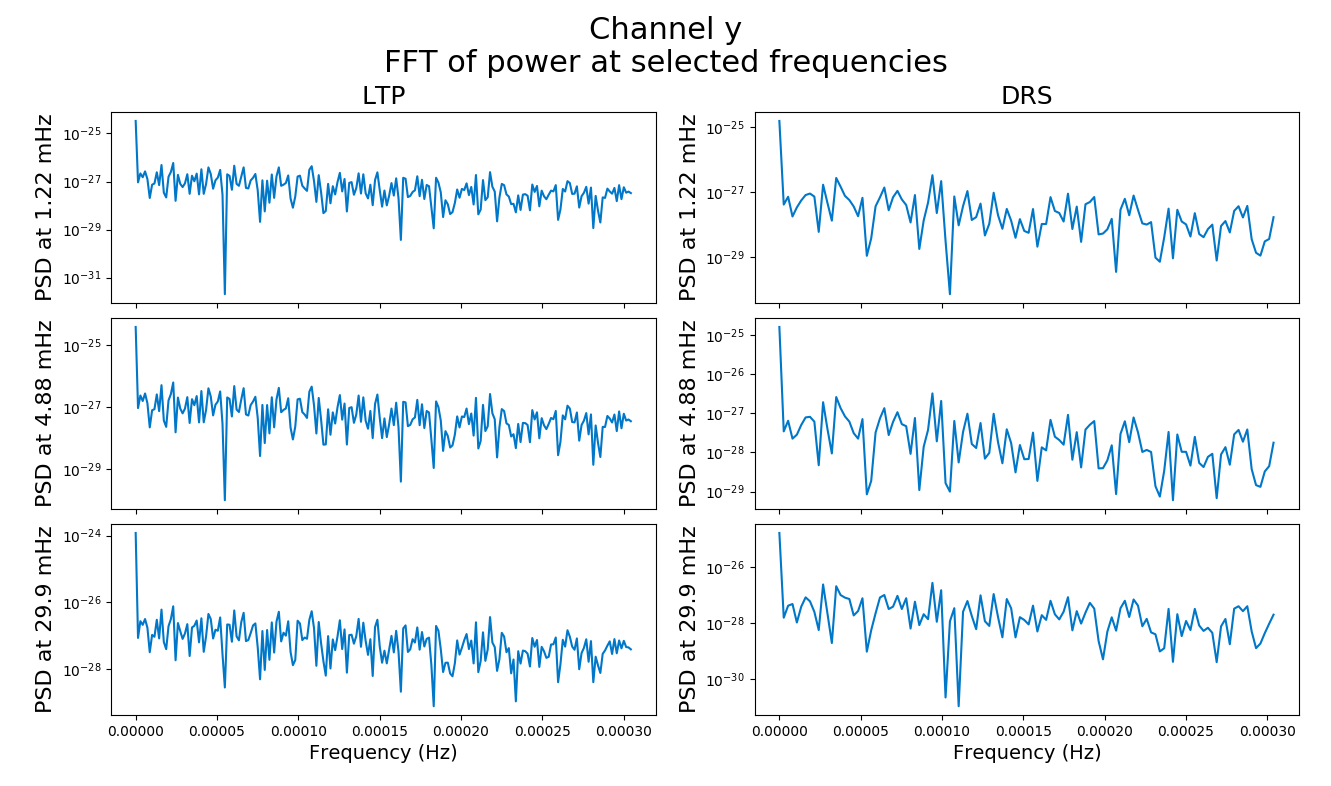 Channel y
FFT of power at selected frequencies
LTP
DRS
PSD at 1.22 mHz
10⁻²⁵
10⁻²⁷
10⁻²⁹
10⁻³¹
PSD at 1.22 mHz
10⁻²⁵
10⁻²⁷
10⁻²⁹
PSD at 4.88 mHz
10⁻²⁵
10⁻²⁷
10⁻²⁹
PSD at 4.88 mHz
10⁻²⁵
10⁻²⁶
10⁻²⁷
10⁻²⁸
10⁻²⁹
PSD at 29.9 mHz
10⁻²⁴
10⁻²⁶
10⁻²⁸
PSD at 29.9 mHz
10⁻²⁶
10⁻²⁸
10⁻³⁰
0.00000 0.00005 0.00010 0.00015 0.00020 0.00025 0.00030
0.00000 0.00005 0.00010 0.00015 0.00020 0.00025 0.00030
Frequency (Hz)
Frequency (Hz)